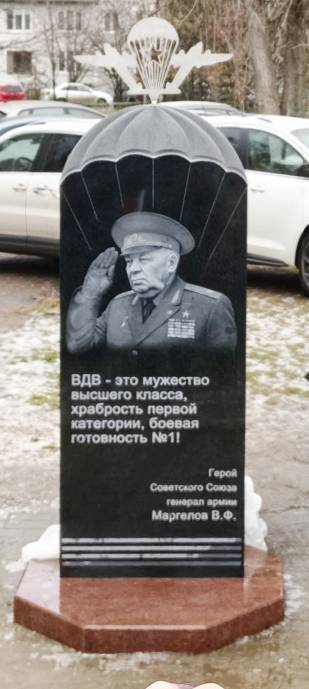 ВДВ - это мужество
высшего класса,
храбрость первой
категории, боевая
готовность №1!
Герой
Советского Союза
генерал армии
Маргелов В.Ф.